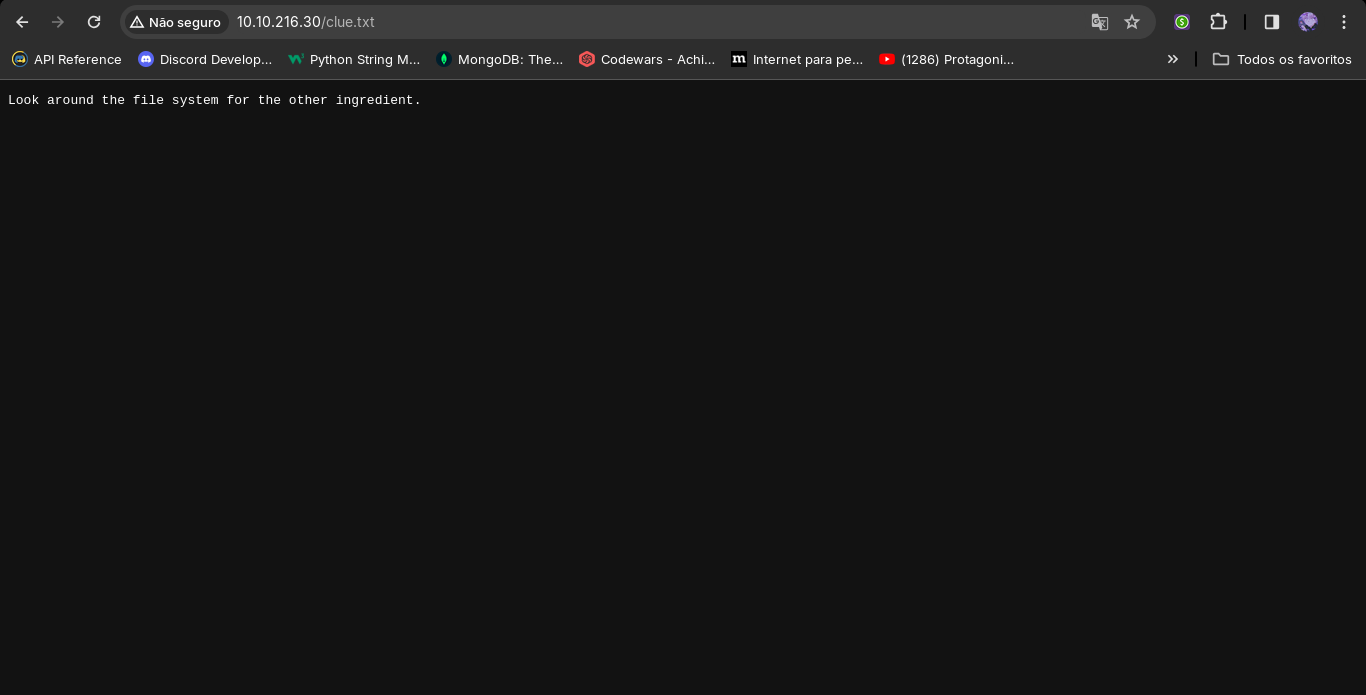 Não seguro 10.10.216.30/clue.txt
API Reference Discord Develop... Python String M... MongoDB: The... Codewars - Achi... Internet para pe... (1286) Protagoni... Todos os favoritos
Look around the file system for the other ingredient.